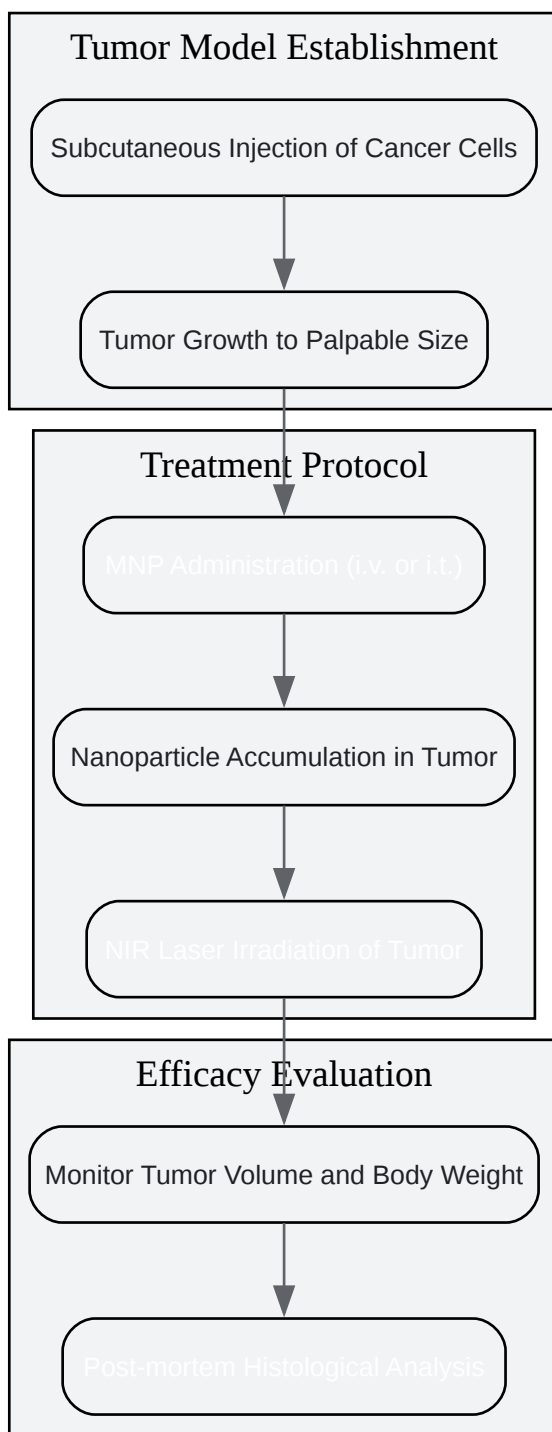 Tumor Model Establishment
Subcutaneous Injection of Cancer Cells
Tumor Growth to Palpable Size
Treatment Protocol
MNP Administration (i.v. or i.t.)
Nanoparticle Accumulation in Tumor
NIR Laser Irradiation of Tumor
Efficacy Evaluation
Monitor Tumor Volume and Body Weight
Post-mortem Histological Analysis